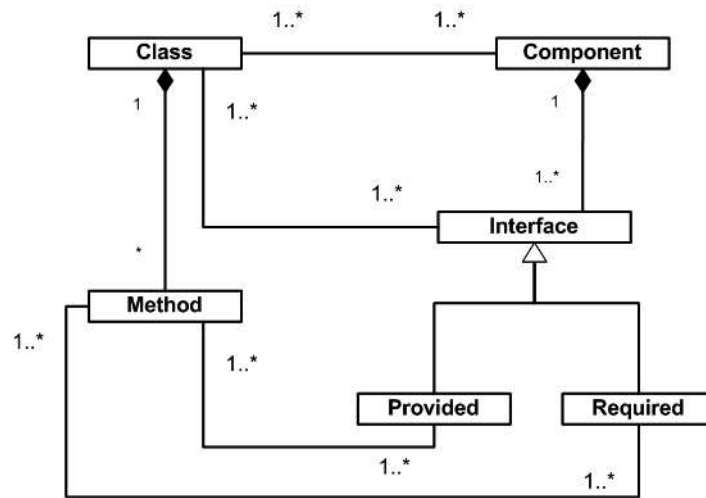 1..* 1..*
Class Component
1 1
1..*
1..* 1..*
Interface
*
Method
1..* 1..*
Provided Required
1..* 1..*